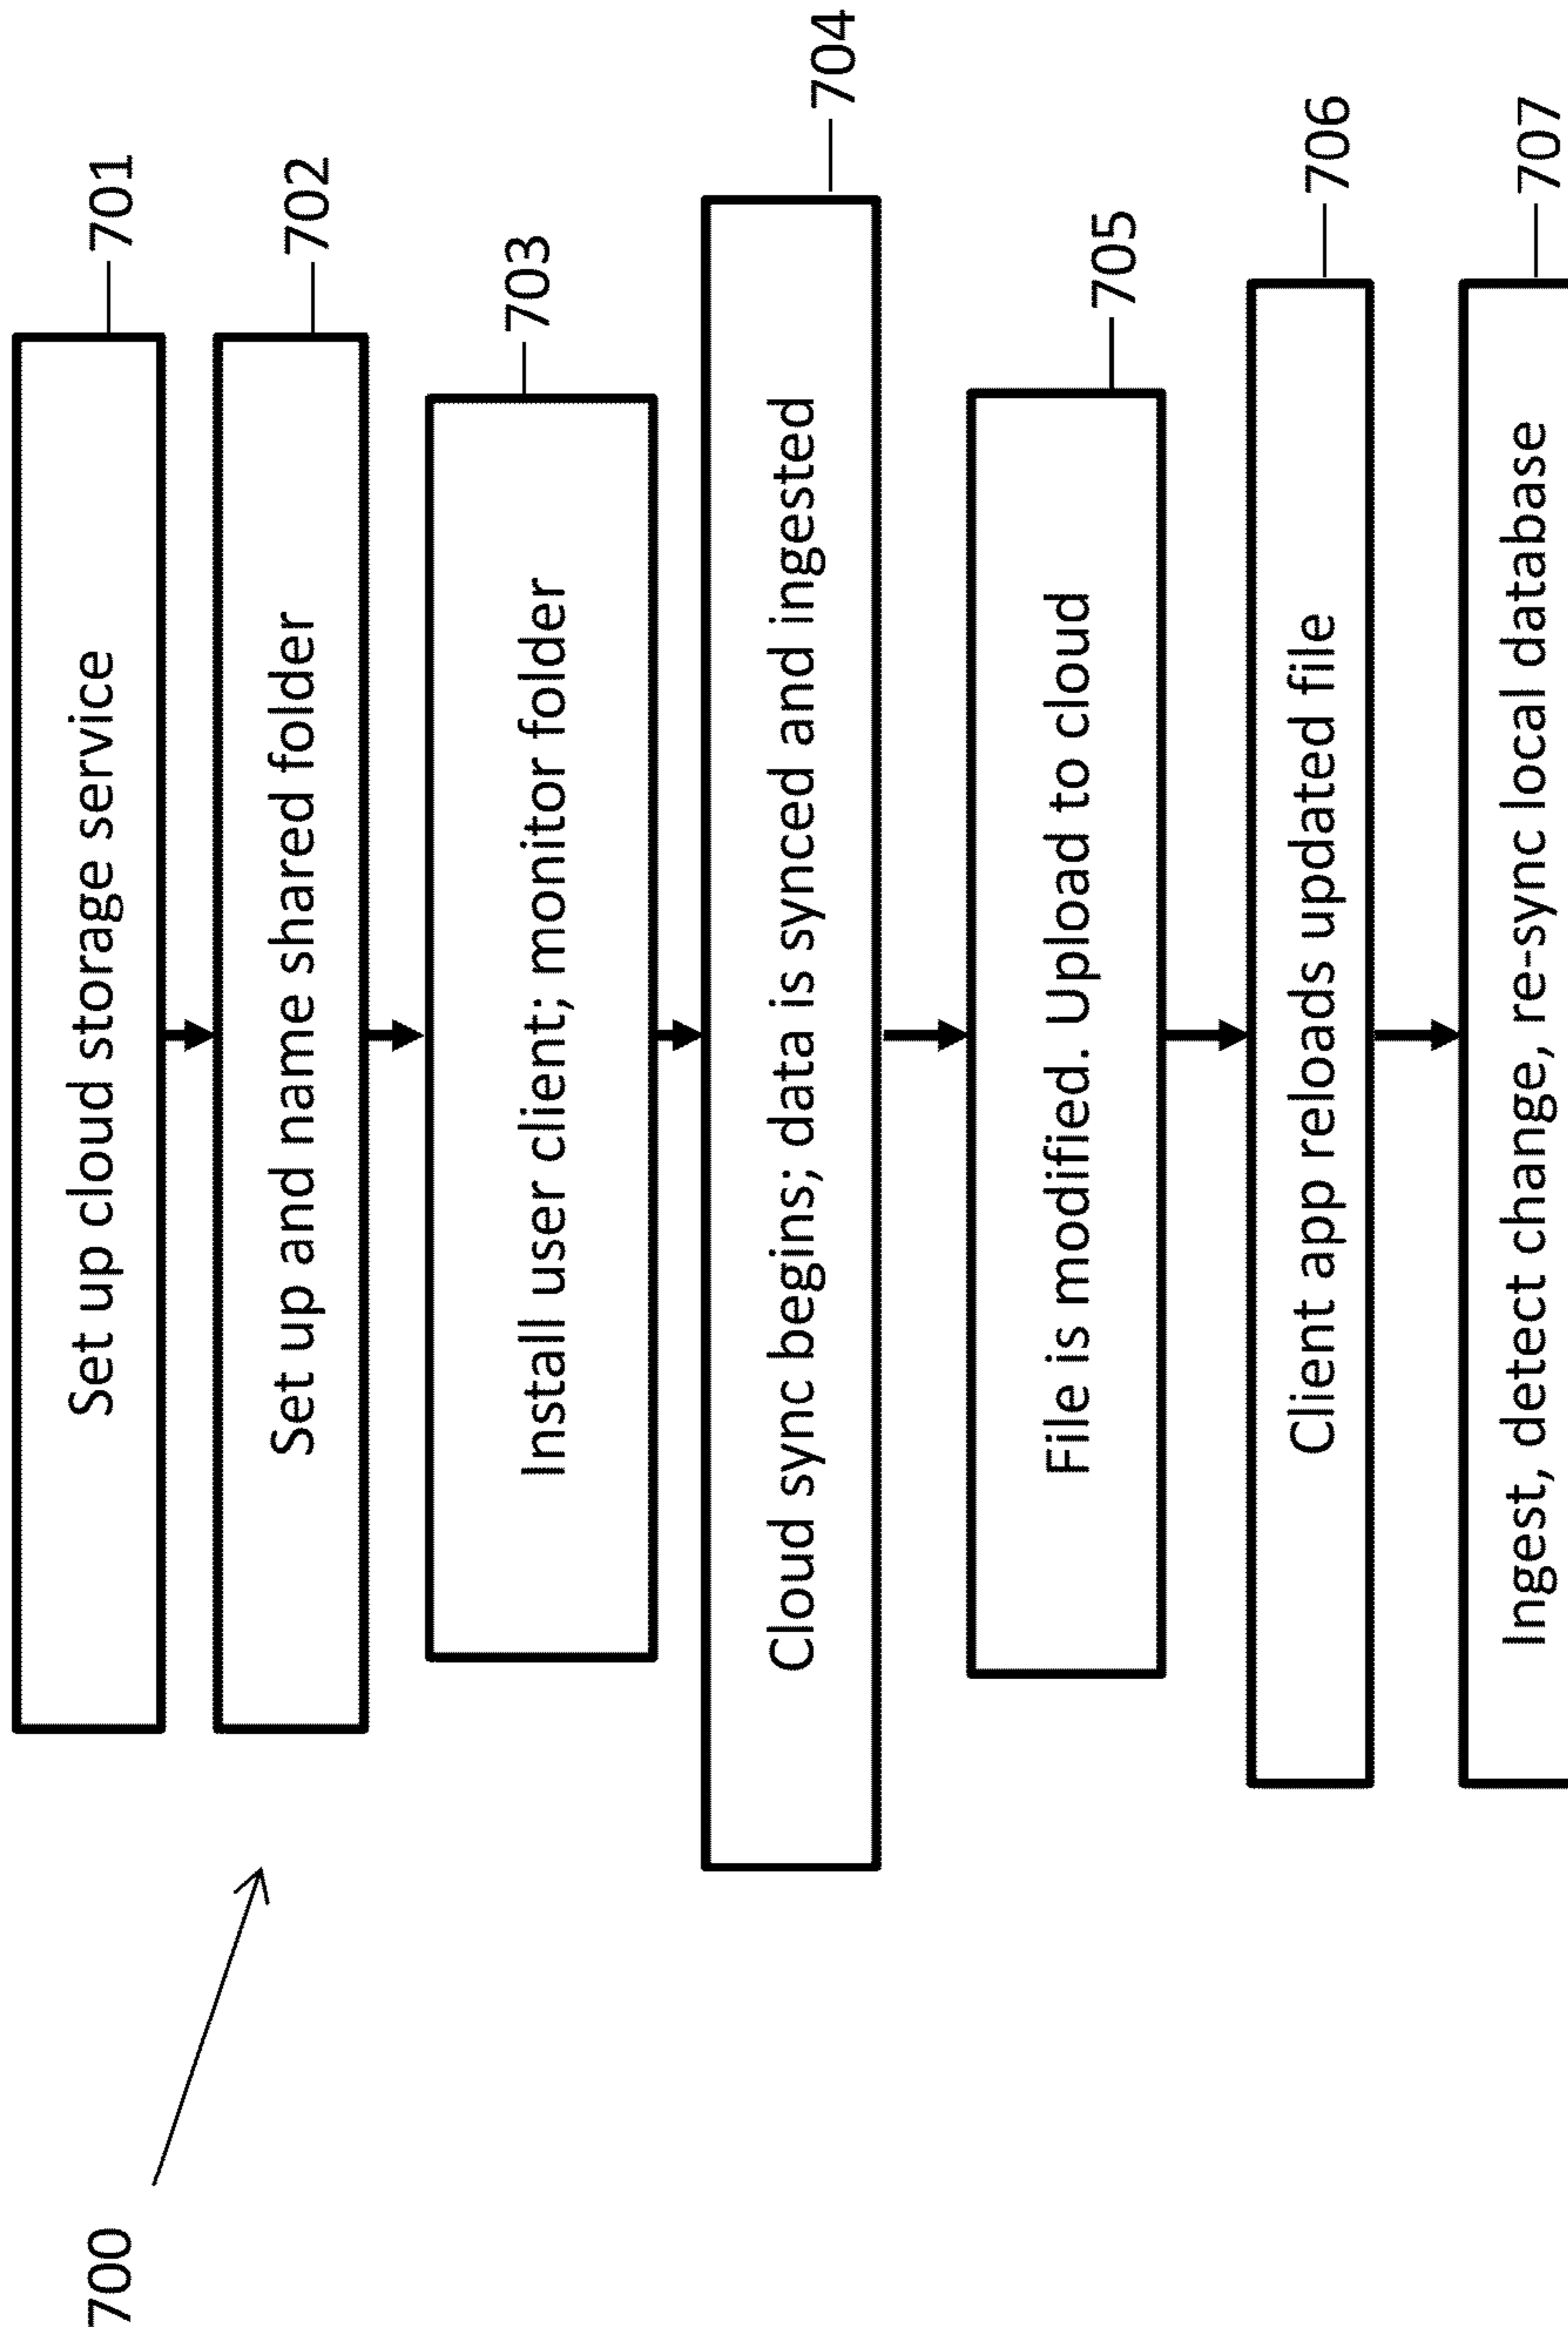 700
Set up cloud storage service
701
Set up and name shared folder
702
Install user client; monitor folder
703
Cloud sync begins; data is synced and ingested
704
File is modified. Upload to cloud
705
Client app reloads updated file
706
Ingest, detect change, re-sync local database
707